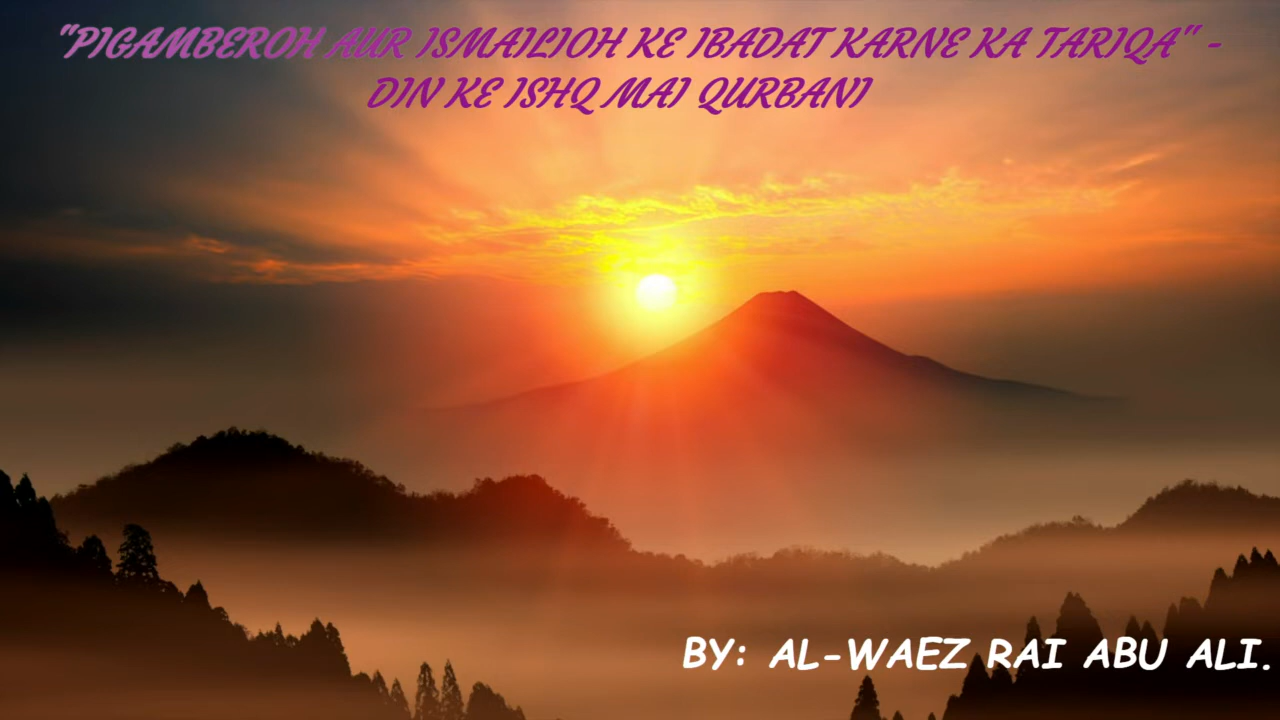 "PIGAMBEROH AUR ISMAILIOH KE IBADAT KARNE KA TARIQA" -
DIN KE ISHQ MAI QURBANI
BY: AL-WAEZ RAI ABU ALI.